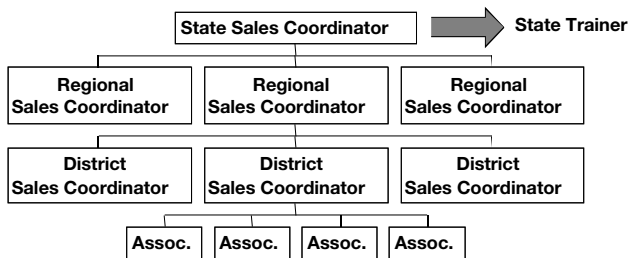 State Sales Coordinator
State Trainer
Regional
Sales Coordinator
Regional
Sales Coordinator
Regional
Sales Coordinator
District
Sales Coordinator
District
Sales Coordinator
District
Sales Coordinator
Assoc.
Assoc.
Assoc.
Assoc.